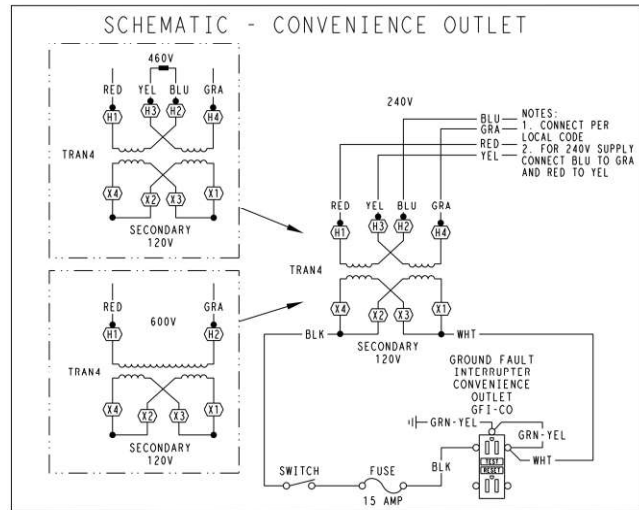 SCHEMATIC - CONVENIENCE OUTLET
460V
RED YEL BLU GRA
H1 H3 H2 H4
TRAN4
X4 X2 X3 X1
SECONDARY
120V
600V
RED GRA
H1 H2
TRAN4
X4 X2 X3 X1
SECONDARY
120V
240V
BLU
GRA
RED
YEL
NOTES:
1. CONNECT PER
LOCAL CODE
2. FOR 240V SUPPLY
CONNECT BLU TO GRA
AND RED TO YEL
RED YEL BLU GRA
H1 H3 H2 H4
TRAN4
X4 X2 X3 X1
BLK WHT
SECONDARY
120V
GROUND FAULT
INTERRUPTER
CONVENIENCE
OUTLET
GFI-CO
GRN-YEL
GRN-YEL
WHT
BLK
TEST
RESET
SWITCH FUSE
15 AMP